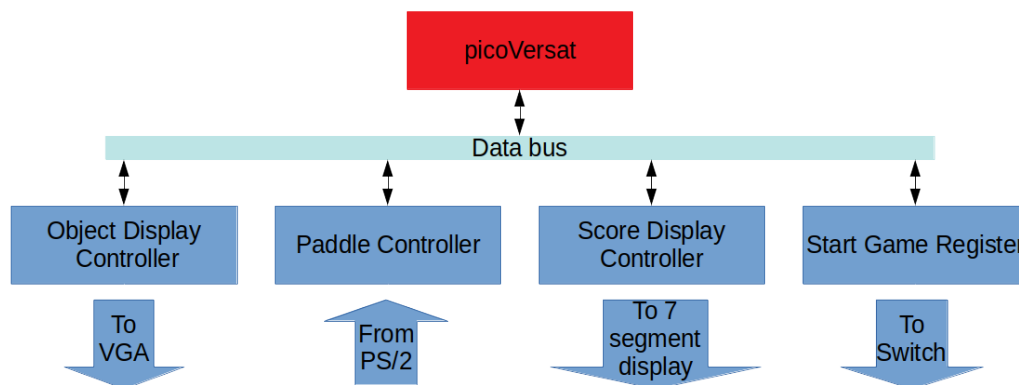 picoVersat
Data bus
Object Display
Controller
Paddle Controller
Score Display
Controller
Start Game Register
To
VGA
From
PS/2
To 7
segment
display
To
Switch